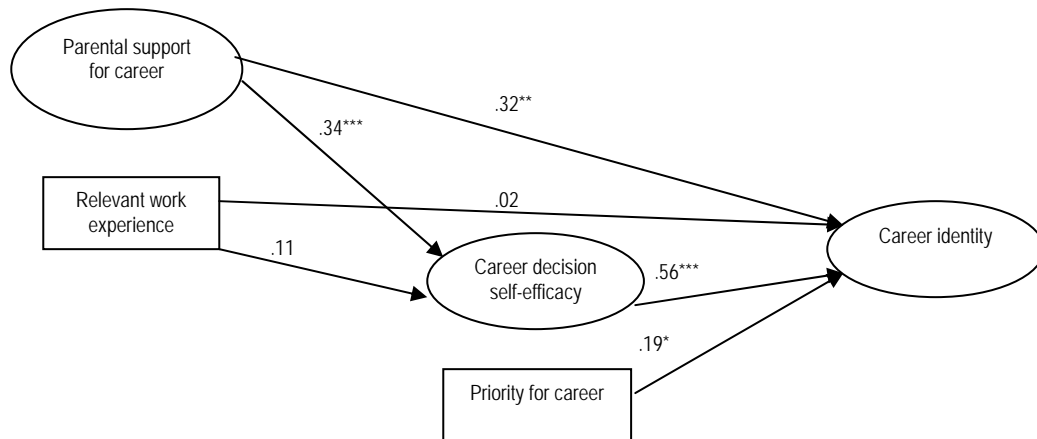 Parental support
for career
.32**
.34***
Relevant work
experience
.02
Career identity
.11
Career decision
self-efficacy
.56***
.19*
Priority for career